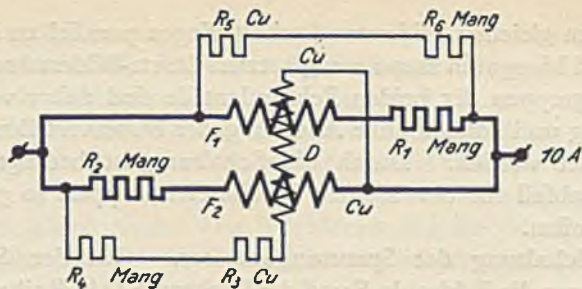 R5 Cu R6 Mang
Cu
F1 D R1 Mang 10 A
R2 Mang
F2 Cu
R4 Mang R3 Cu